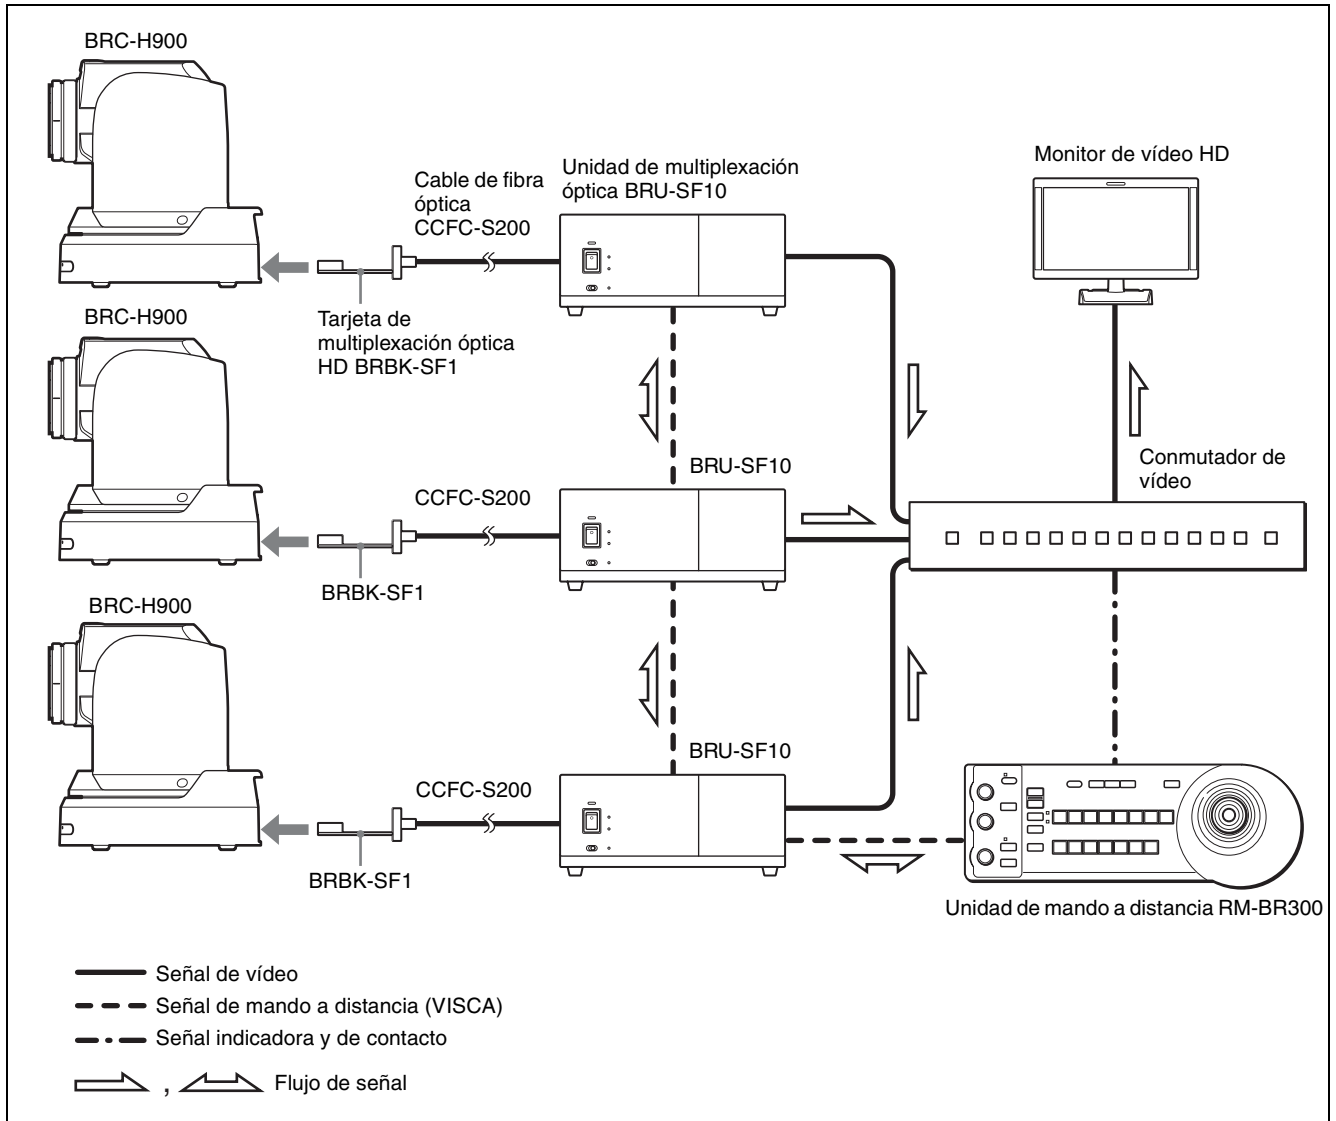 BRC-H900
Cable de fibra
óptica
CCFC-S200
Unidad de multiplexación
óptica BRU-SF10
Monitor de vídeo HD
BRC-H900
Tarjeta de
multiplexación óptica
HD BRBK-SF1
BRU-SF10
Conmutador de
vídeo
CCFC-S200
BRBK-SF1
BRC-H900
BRU-SF10
CCFC-S200
BRBK-SF1
Unidad de mando a distancia RM-BR300
Señal de vídeo
Señal de mando a distancia (VISCA)
Señal indicadora y de contacto
, Flujo de señal